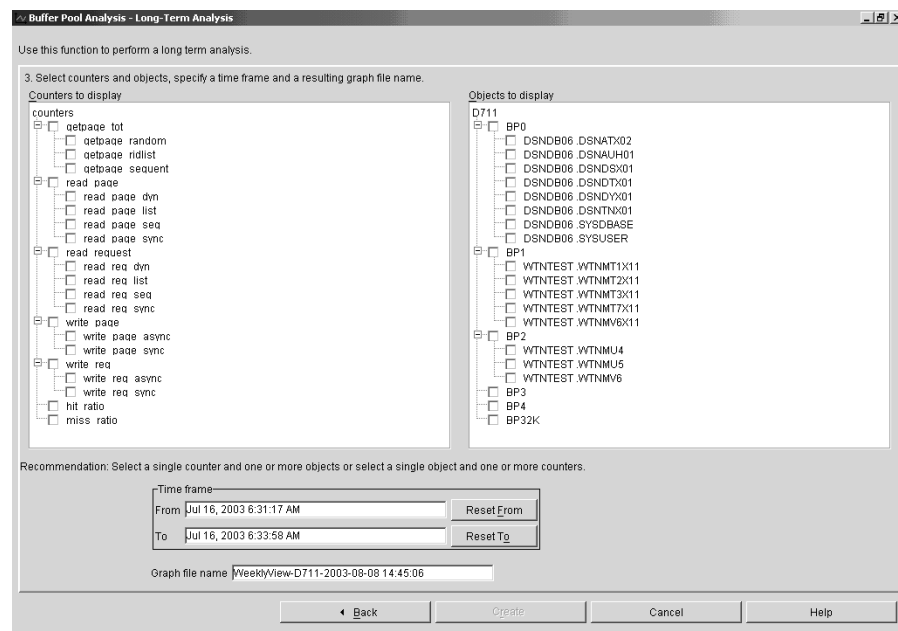 Buffer Pool Analysis - Long-Term Analysis
Use this function to perform a long term analysis.
3. Select counters and objects, specify a time frame and a resulting graph file name.
Counters to display
counters
getpage tot
getpage random
getpage ridlist
getpage sequent
read page
read page dyn
read page list
read page seq
read page sync
read request
read req dyn
read req list
read req seq
read req sync
write page
write page async
write page sync
write req
write req async
write req sync
hit ratio
miss ratio
Objects to display
D711
BP0
DSNDB06 .DSNATX02
DSNDB06 .DSNAUH01
DSNDB06 .DSNDSX01
DSNDB06 .DSNDTX01
DSNDB06 .DSNDYX01
DSNDB06 .DSNTNX01
DSNDB06 .SYSDBASE
DSNDB06 .SYSUSER
BP1
WTNTEST .WTNMT1X11
WTNTEST .WTNMT2X11
WTNTEST .WTNMT3X11
WTNTEST .WTNMT7X11
WTNTEST .WTNMV6X11
BP2
WTNTEST .WTNMU4
WTNTEST .WTNMU5
WTNTEST .WTNMV6
BP3
BP4
BP32K
Recommendation: Select a single counter and one or more objects or select a single object and one or more counters.
Time frame
From Jul 16, 2003 6:31:17 AM Reset From
To Jul 16, 2003 6:33:58 AM Reset To
Graph file name WeeklyView-D711-2003-08-08 14:45:06
Back Create Cancel Help